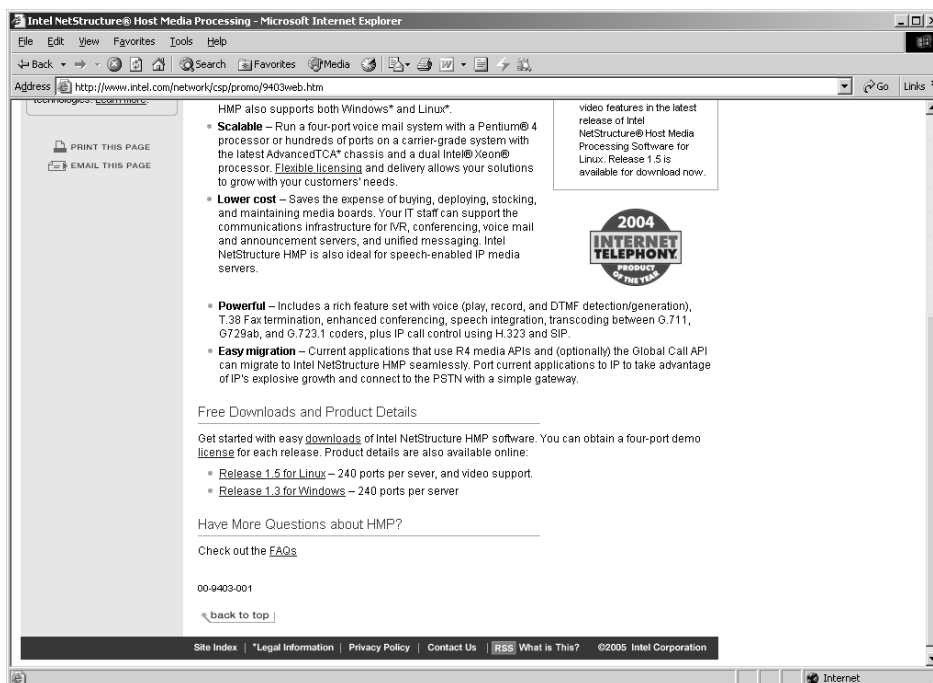 Intel NetStructure® Host Media Processing - Microsoft Internet Explorer
File Edit View Favorites Tools Help
Back Search Favorites Media
Address http://www.intel.com/network/csp/promo/9403web.htm Go Links
technologies. Learn more.
PRINT THIS PAGE
EMAIL THIS PAGE
HMP also supports both Windows* and Linux*.
Scalable – Run a four-port voice mail system with a Pentium® 4
processor or hundreds of ports on a carrier-grade system with
the latest AdvancedTCA* chassis and a dual Intel® Xeon®
processor. Flexible licensing and delivery allows your solutions
to grow with your customers' needs.
Lower cost – Saves the expense of buying, deploying, stocking,
and maintaining media boards. Your IT staff can support the
communications infrastructure for IVR, conferencing, voice mail
and announcement servers, and unified messaging. Intel
NetStructure HMP is also ideal for speech-enabled IP media
servers.
video features in the latest
release of Intel
NetStructure® Host Media
Processing Software for
Linux. Release 1.5 is
available for download now.
2004
INTERNET
TELEPHONY.
PRODUCT
OF THE YEAR
Powerful – Includes a rich feature set with voice (play, record, and DTMF detection/generation),
T.38 Fax termination, enhanced conferencing, speech integration, transcoding between G.711,
G729ab, and G.723.1 coders, plus IP call control using H.323 and SIP.
Easy migration – Current applications that use R4 media APIs and (optionally) the Global Call API
can migrate to Intel NetStructure HMP seamlessly. Port current applications to IP to take advantage
of IP's explosive growth and connect to the PSTN with a simple gateway.
Free Downloads and Product Details
Get started with easy downloads of Intel NetStructure HMP software. You can obtain a four-port demo
license for each release. Product details are also available online:
Release 1.5 for Linux – 240 ports per sever, and video support.
Release 1.3 for Windows – 240 ports per server
Have More Questions about HMP?
Check out the FAQs
00-9403-001
back to top
Site Index | *Legal Information | Privacy Policy | Contact Us | RSS What is This? ©2005 Intel Corporation
Internet